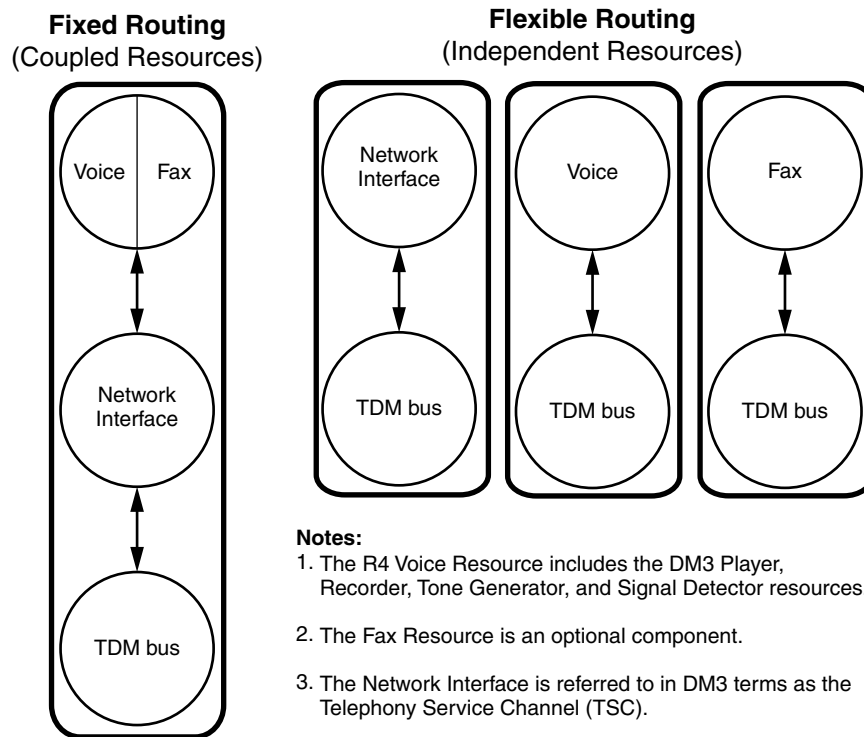 Fixed Routing
(Coupled Resources)
Voice
Fax
Network
Interface
TDM bus
Flexible Routing
(Independent Resources)
Network
Interface
TDM bus
Voice
TDM bus
Fax
TDM bus
Notes:
1. The R4 Voice Resource includes the DM3 Player,
Recorder, Tone Generator, and Signal Detector resources
2. The Fax Resource is an optional component.
3. The Network Interface is referred to in DM3 terms as the
Telephony Service Channel (TSC).